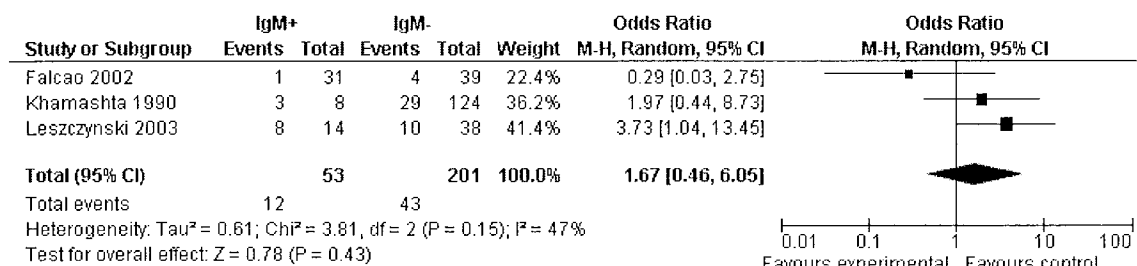 IgM+ IgM- Odds Ratio Odds Ratio
Study or Subgroup Events Total Events Total Weight M-H, Random, 95% CI M-H, Random, 95% CI
Falcao 2002 1 31 4 39 22.4% 0.29 [0.03, 2.75]
Khamashta 1990 3 8 29 124 36.2% 1.97 [0.44, 8.73]
Leszczynski 2003 8 14 10 38 41.4% 3.73 [1.04, 13.45]
Total (95% CI) 53 201 100.0% 1.67 [0.46, 6.05]
Total events 12 43
Heterogeneity: Tau² = 0.61; Chi² = 3.81, df = 2 (P = 0.15); I² = 47%
0.01 0.1 1 10 100
Test for overall effect: Z = 0.78 (P = 0.43)
Favours experimental Favours control